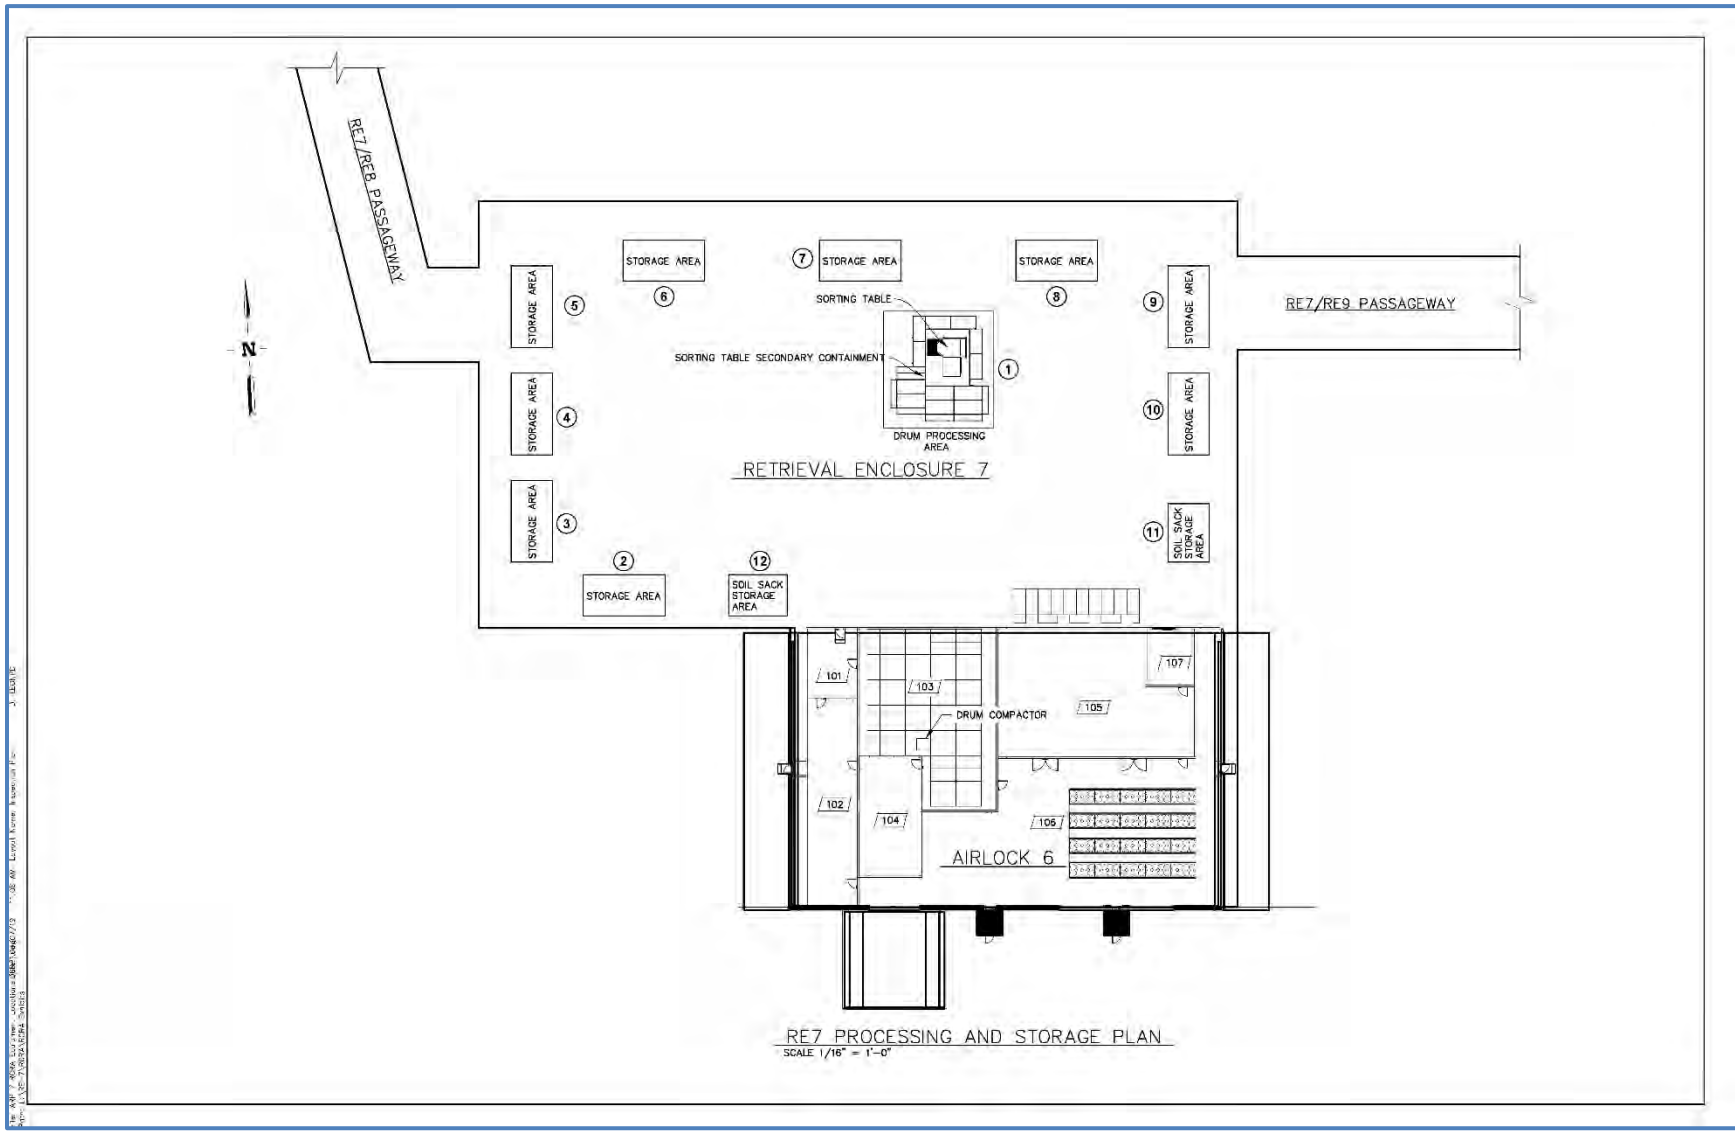 RE7/RE8 PASSAGEWAY
STORAGE AREA
6
7
STORAGE AREA
STORAGE AREA
8
STORAGE AREA
5
9
STORAGE AREA
RE7/RE9 PASSAGEWAY
SORTING TABLE
N
SORTING TABLE SECONDARY CONTAINMENT
1
STORAGE AREA
4
10
STORAGE AREA
DRUM PROCESSING
AREA
RETRIEVAL ENCLOSURE 7
STORAGE AREA
3
11
SOIL SACK
STORAGE
AREA
2
STORAGE AREA
12
SOIL SACK
STORAGE
AREA
101
103
107
105
DRUM COMPACTOR
102
104
106
AIRLOCK 6
RE7 PROCESSING AND STORAGE PLAN
SCALE 1/16" = 1'-0"